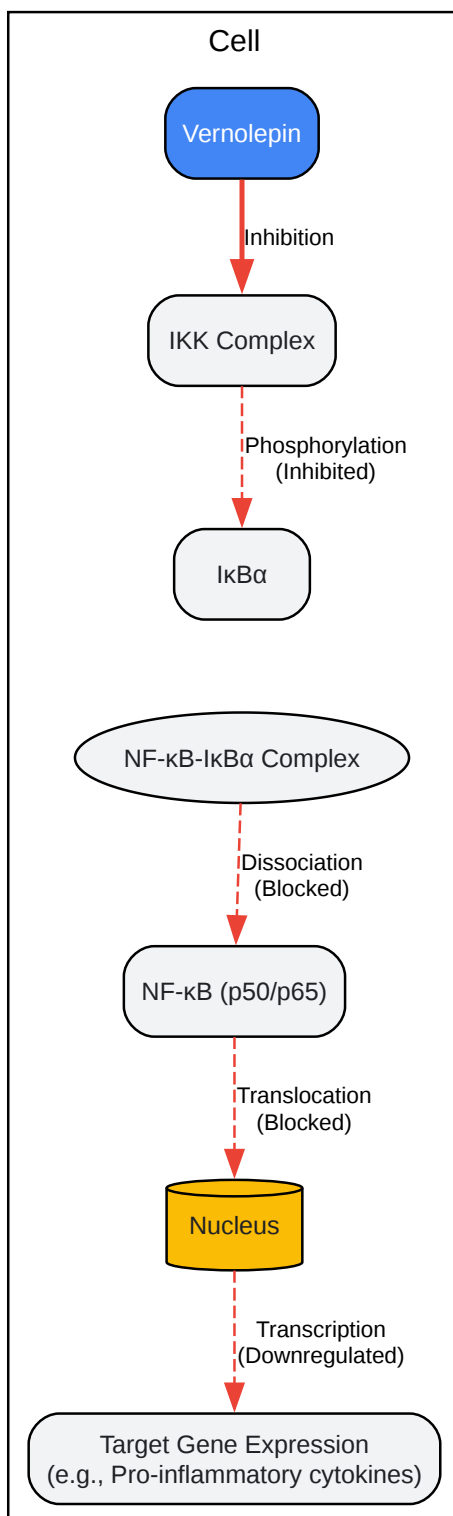 Cell
Vernolepin
Inhibition
IKK Complex
Phosphorylation
(Inhibited)
IκBα
NF-κB-IκBα Complex
Dissociation
(Blocked)
NF-κB (p50/p65)
Translocation
(Blocked)
Nucleus
Transcription
(Downregulated)
Target Gene Expression
(e.g., Pro-inflammatory cytokines)